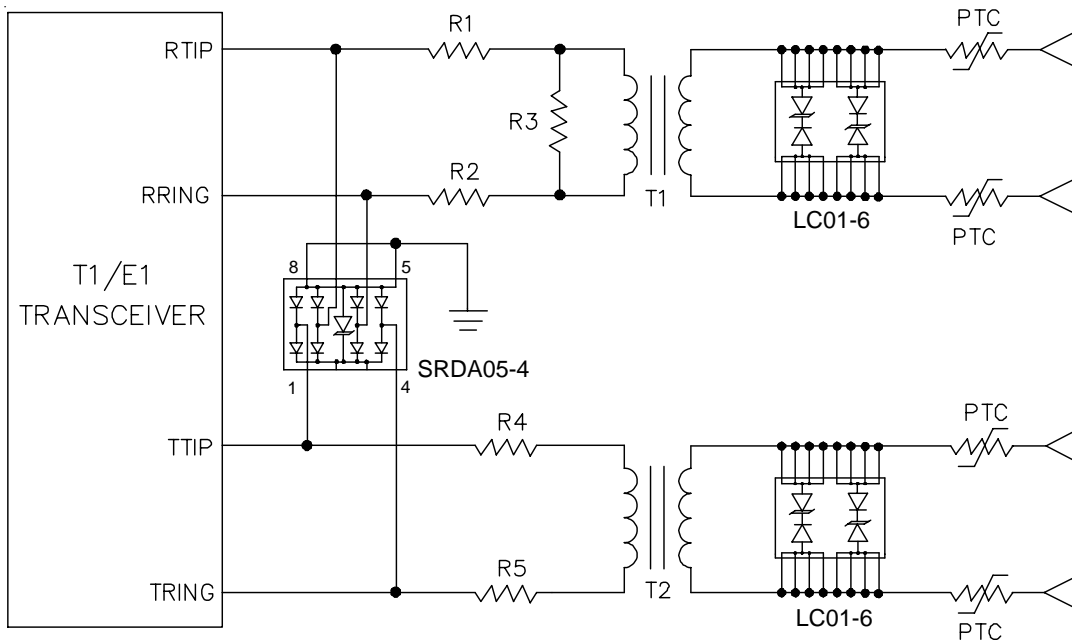 PTC
RTIP
R1
R3
R2
RRING
T1
LC01-6
PTC
T1/E1
TRANSCEIVER
8
5
SRDA05-4
1
4
PTC
R4
TTIP
R5
TRING
T2
LC01-6
PTC